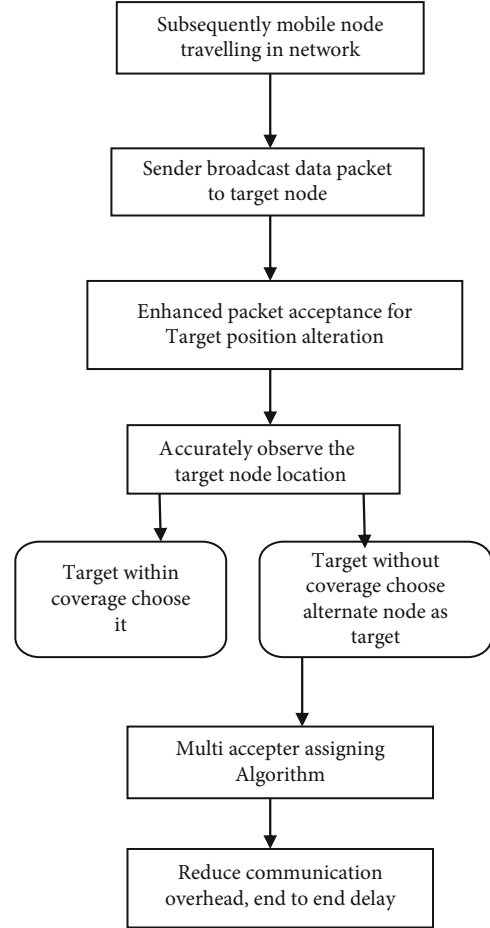 Subsequently mobile node
travelling in network
Sender broadcast data packet
to target node
Enhanced packet acceptance for
Target position alteration
Accurately observe the
target node location
Target within
coverage choose
it
Target without
coverage choose
alternate node as
target
Multi accepter assigning
Algorithm
Reduce communication
overhead, end to end delay